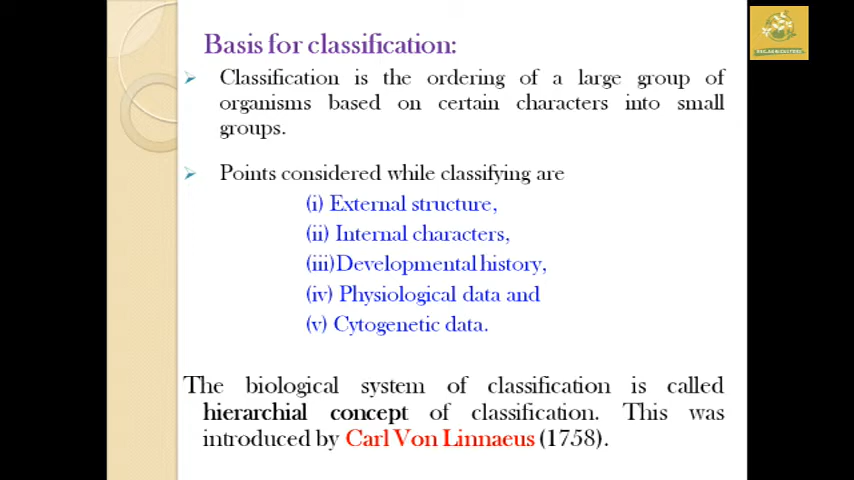 Basis for classification:
Classification is the ordering of a large group of
organisms based on certain characters into small
groups.
Points considered while classifying are
(i) External structure,
(ii) Internal characters,
(iii)Developmental history,
(iv) Physiological data and
(v) Cytogenetic data.
The biological system of classification is called
hierarchial concept of classification. This was
introduced by Carl Von Linnaeus (1758).